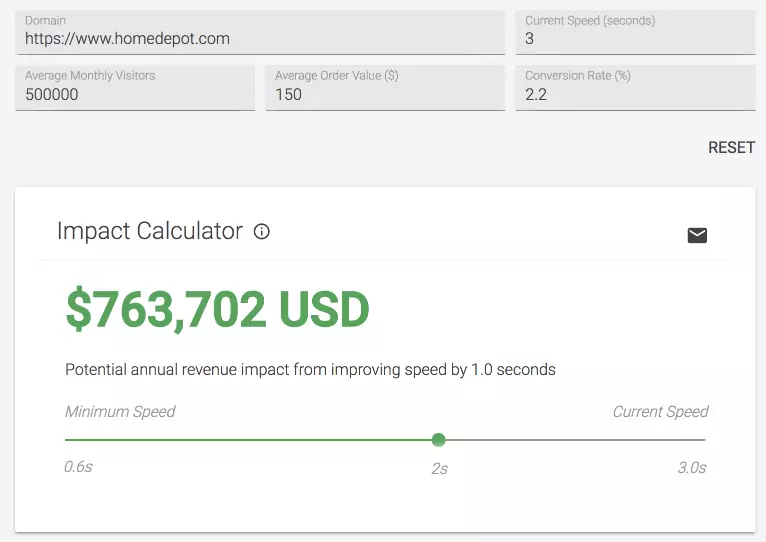 Domain
https://www.homedepot.com
Current Speed (seconds)
3
Average Monthly Visitors
500000
Average Order Value ($)
150
Conversion Rate (%)
2.2
RESET
Impact Calculator
$763,702 USD
Potential annual revenue impact from improving speed by 1.0 seconds
Minimum Speed
Current Speed
0.6s
2s
3.0s